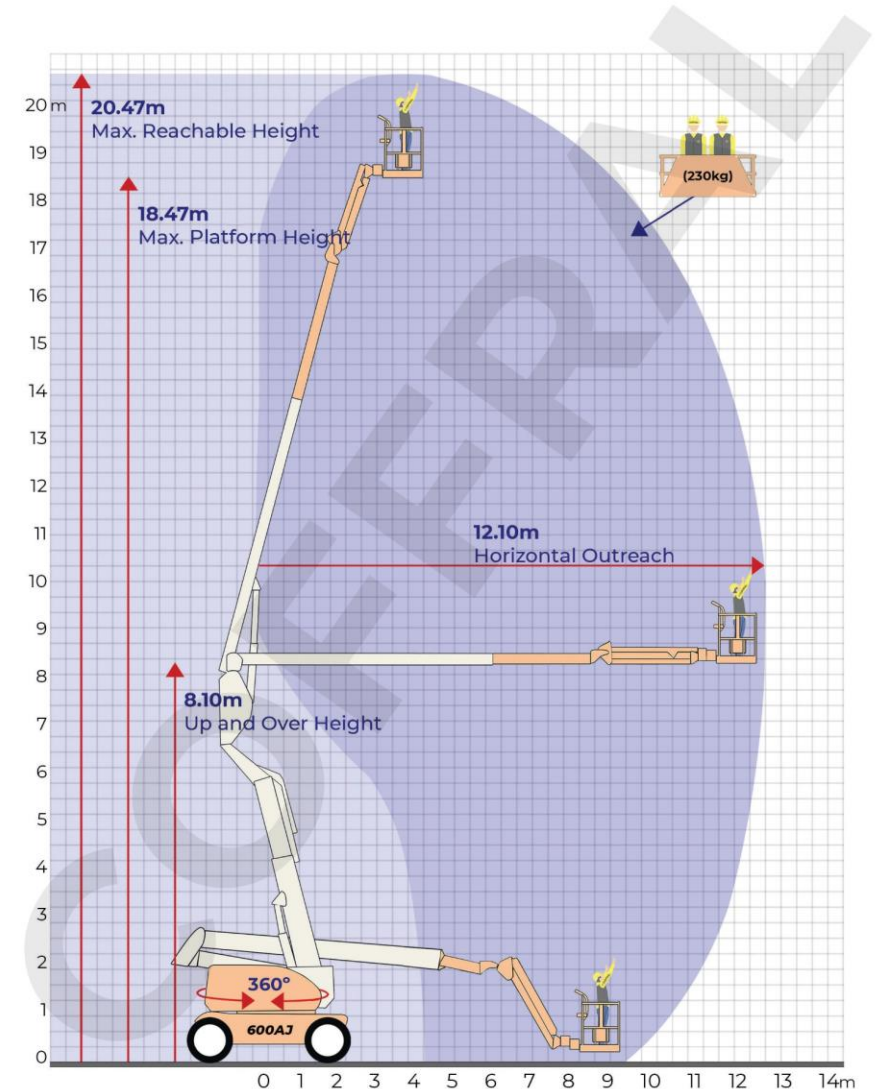 20 m
19
18
17
16
15
14
13
12
11
10
9
8
7
6
5
4
3
2
1
0
20.47m
Max. Reachable Height
18.47m
Max. Platform Height
(230kg)
12.10m
Horizontal Outreach
8.10m
Up and Over Height
360º
600AJ
0 1 2 3 4 5 6 7 8 9 10 11 12 13 14m
COFFRAL